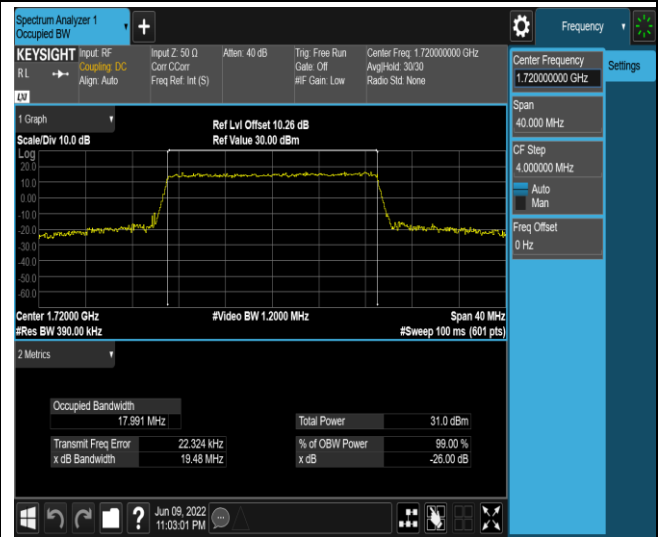 Spectrum Analyzer 1
Occupied BW
+
Frequency
KEYSIGHT
RL
LXI
Input: RF
Coupling: DC
Align: Auto
Input Z: 50 Ω
Corr CCorr
Freq Ref: Int (S)
Atten: 40 dB
Trig: Free Run
Gate: Off
#IF Gain: Low
Center Freq: 1.720000000 GHz
Avg|Hold: 30/30
Radio Std: None
Center Frequency
1.720000000 GHz
Settings
Span
40.000 MHz
CF Step
4.000000 MHz
Auto
Man
Freq Offset
0 Hz
1 Graph
Scale/Div 10.0 dB
Ref Lvl Offset 10.26 dB
Ref Value 30.00 dBm
Log
20.0
10.0
0.00
-10.0
-20.0
-30.0
-40.0
-50.0
-60.0
Center 1.72000 GHz
#Res BW 390.00 kHz
#Video BW 1.2000 MHz
Span 40 MHz
#Sweep 100 ms (601 pts)
2 Metrics
Occupied Bandwidth
17.991 MHz
Transmit Freq Error 22.324 kHz
x dB Bandwidth 19.48 MHz
Total Power 31.0 dBm
% of OBW Power 99.00 %
x dB -26.00 dB
?
Jun 09, 2022
11:03:01 PM